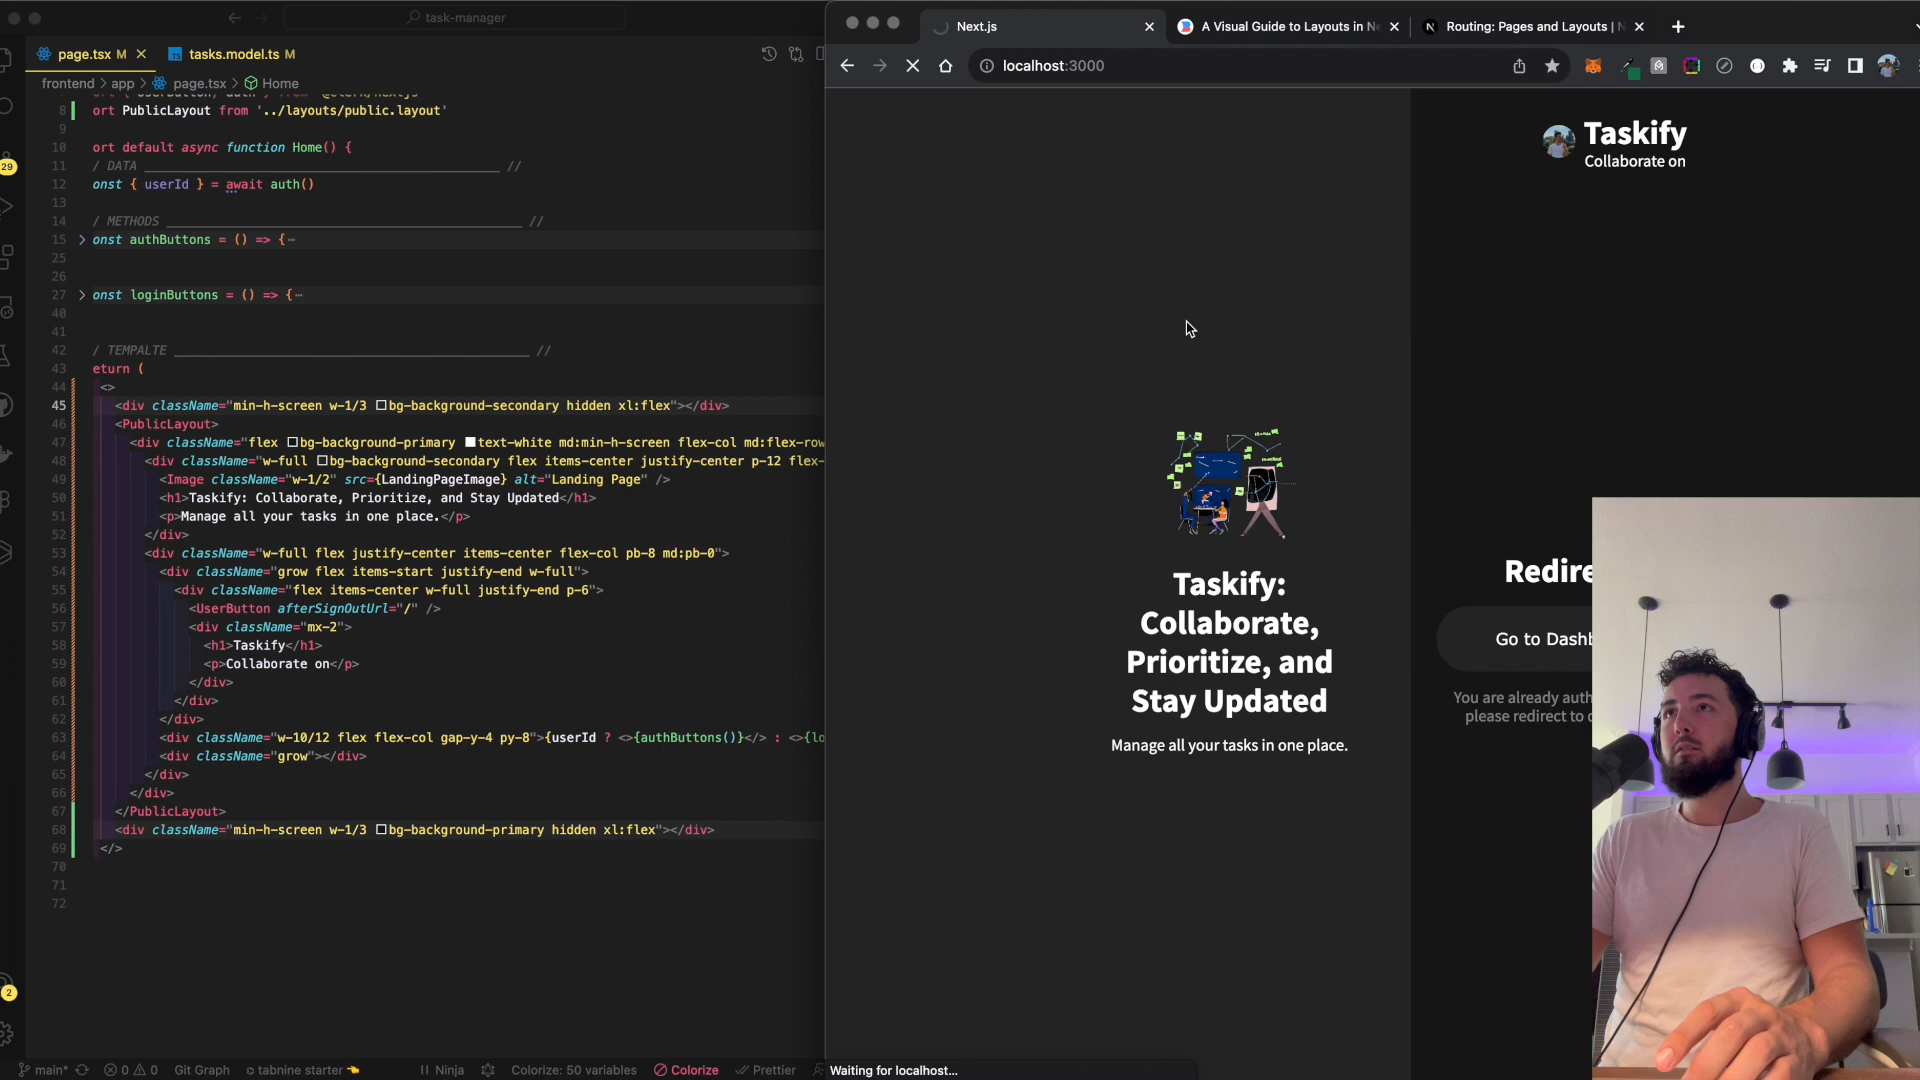 task-manager
page.tsx M
tasks.model.ts M
frontend > app > page.tsx > Home
8 ort PublicLayout from '../layouts/public.layout'
9
10 ort default async function Home() {
11 / DATA //
12 onst { userId } = await auth()
13
14 / METHODS //
15 onst authButtons = () => {…
25
26
27 onst loginButtons = () => {…
40
41
42 / TEMPALTE //
43 eturn (
44 <>
45 <div className="min-h-screen w-1/3 bg-background-secondary hidden xl:flex"></div>
46 <PublicLayout>
47 <div className="flex bg-background-primary text-white md:min-h-screen flex-col md:flex-row
48 <div className="w-full bg-background-secondary flex items-center justify-center p-12 flex-
49 <Image className="w-1/2" src={LandingPageImage} alt="Landing Page" />
50 <h1>Taskify: Collaborate, Prioritize, and Stay Updated</h1>
51 <p>Manage all your tasks in one place.</p>
52 </div>
53 <div className="w-full flex justify-center items-center flex-col pb-8 md:pb-0">
54 <div className="grow flex items-start justify-end w-full">
55 <div className="flex items-center w-full justify-end p-6">
56 <UserButton afterSignOutUrl="/" />
57 <div className="mx-2">
58 <h1>Taskify</h1>
59 <p>Collaborate on</p>
60 </div>
61 </div>
62 </div>
63 <div className="w-10/12 flex flex-col gap-y-4 py-8">{userId ? <>{authButtons()}</> : <>{lo
64 <div className="grow"></div>
65 </div>
66 </div>
67 </PublicLayout>
68 <div className="min-h-screen w-1/3 bg-background-primary hidden xl:flex"></div>
69 </>
70
71
72
29
2
main*
0 0
Git Graph
tabnine starter
Ninja
Colorize: 50 variables
Colorize
Prettier
Next.js
A Visual Guide to Layouts in Ne
Routing: Pages and Layouts | N
localhost:3000
Taskify
Collaborate on
Taskify:
Collaborate,
Prioritize, and
Stay Updated
Manage all your tasks in one place.
Redire
Go to Dashb
You are already auth
please redirect to
Waiting for localhost...